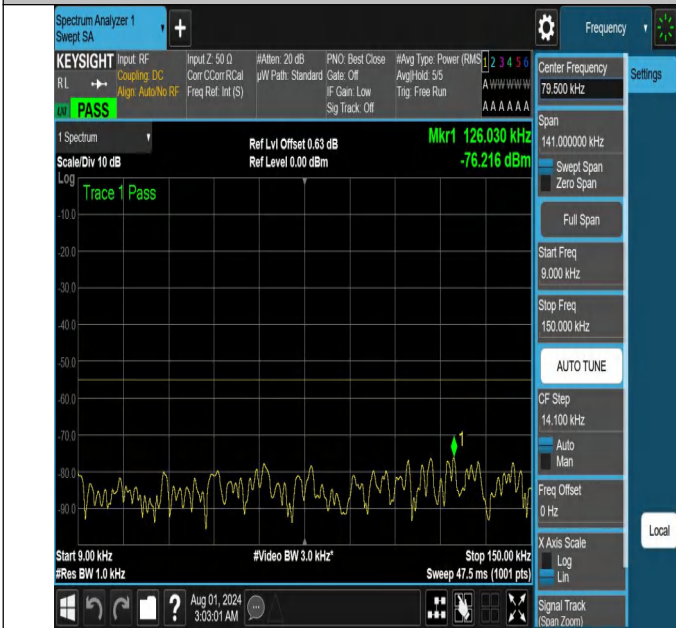 Spectrum Analyzer 1
Swept SA
+
Frequency
KEYSIGHT
RL
PASS
Input: RF
Coupling: DC
Align: Auto/No RF
Input Z: 50 Ω
Corr CCorr RCal
Freq Ref: Int (S)
#Atten: 20 dB
µW Path: Standard
PNO: Best Close
Gate: Off
IF Gain: Low
Sig Track: Off
#Avg Type: Power (RMS
Avg|Hold: 5/5
Trig: Free Run
1 2 3 4 5 6
A W W W W W
A A A A A A
1 Spectrum
Scale/Div 10 dB
Ref Lvl Offset 0.63 dB
Ref Level 0.00 dBm
Mkr1 126.030 kHz
-76.216 dBm
Log
Trace 1 Pass
-10.0
-20.0
-30.0
-40.0
-50.0
-60.0
-70.0
-80.0
-90.0
1
Start 9.00 kHz
#Res BW 1.0 kHz
#Video BW 3.0 kHz*
Stop 150.00 kHz
Sweep 47.5 ms (1001 pts)
Center Frequency
79.500 kHz
Settings
Span
141.000000 kHz
Swept Span
Zero Span
Full Span
Start Freq
9.000 kHz
Stop Freq
150.000 kHz
AUTO TUNE
CF Step
14.100 kHz
Auto
Man
Freq Offset
0 Hz
X Axis Scale
Log
Lin
Local
Signal Track
(Span Zoom)
?
Aug 01, 2024
3:03:01 AM